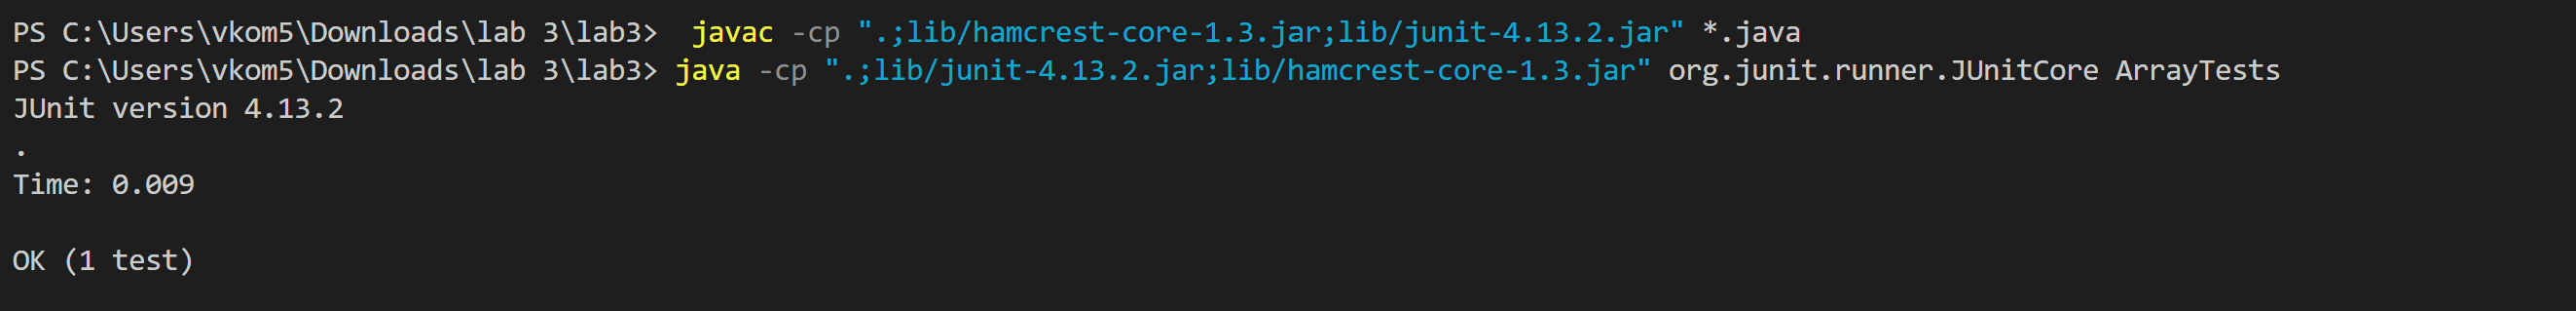 PS C:\Users\vkom5\Downloads\lab 3\lab3>  javac -cp ".;lib/hamcrest-core-1.3.jar;lib/junit-4.13.2.jar" *.java
PS C:\Users\vkom5\Downloads\lab 3\lab3> java -cp ".;lib/junit-4.13.2.jar;lib/hamcrest-core-1.3.jar" org.junit.runner.JUnitCore ArrayTests
JUnit version 4.13.2
.
Time: 0.009
OK (1 test)